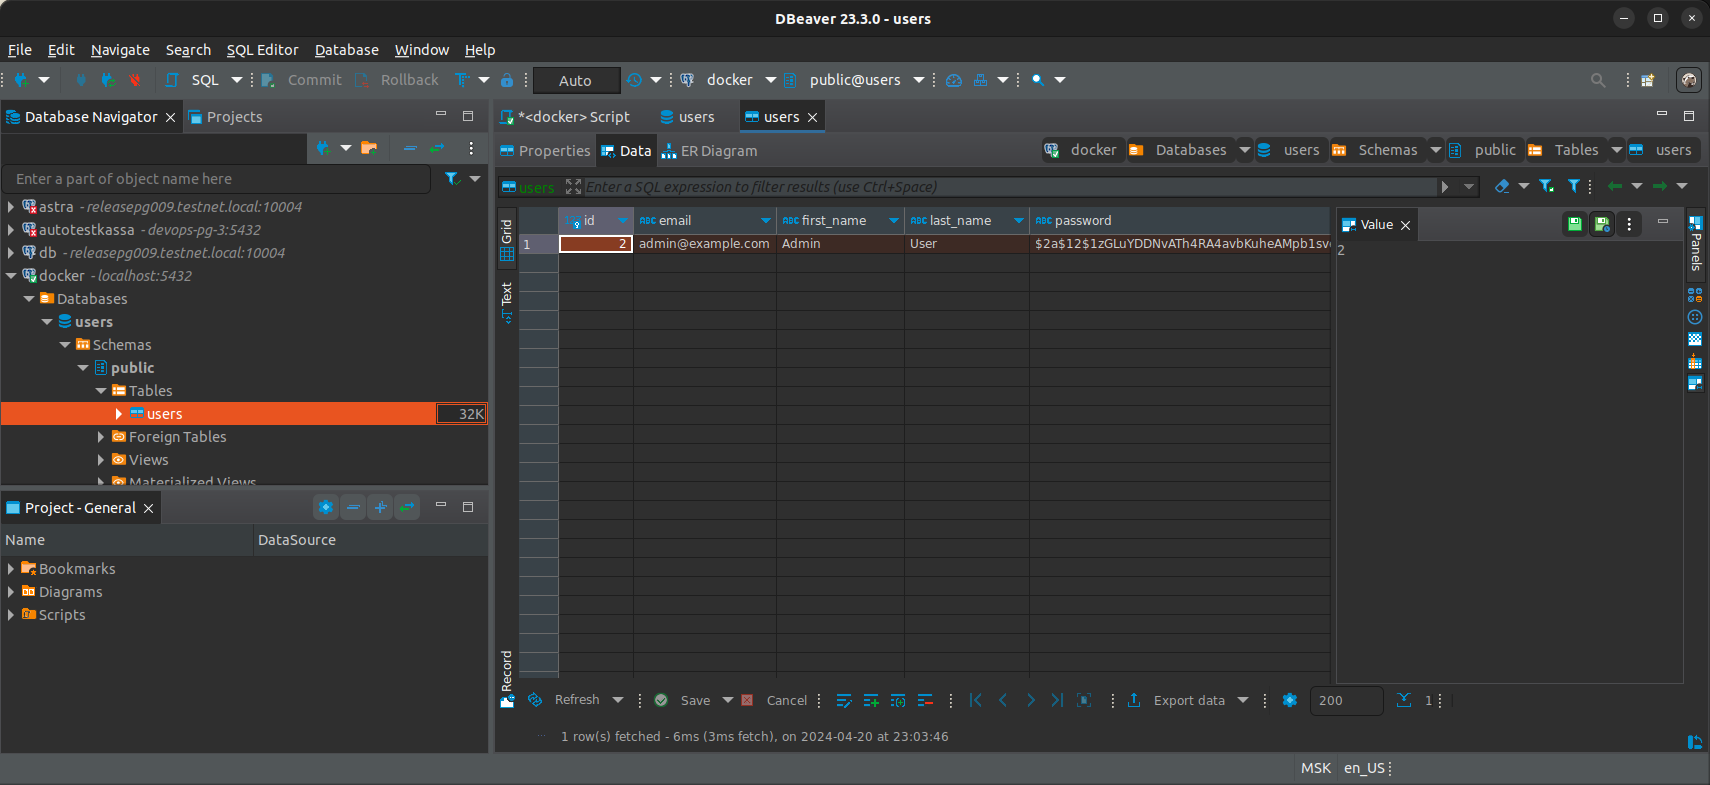 DBeaver 23.3.0 - users
File Edit Navigate Search SQL Editor Database Window Help
SQL Commit Rollback Auto docker public@users
Database Navigator Projects
Enter a part of object name here
astra - releasepg009.testnet.local:10004
autotestkassa - devops-pg-3:5432
db - releasepg009.testnet.local:10004
docker - localhost:5432
Databases
users
Schemas
public
Tables
users 32K
Foreign Tables
Views
Materialized Views
Project - General
Name DataSource
Bookmarks
Diagrams
Scripts
*<docker> Script users users
Properties Data ER Diagram docker Databases users Schemas public Tables users
users Enter a SQL expression to filter results (use Ctrl+Space)
Grid
Text
Record
123 id ABC email ABC first_name ABC last_name ABC password
1 2 admin@example.com Admin User $2a$12$1zGLuYDDNvATh4RA4avbKuheAMpb1sv
Value
2
Panels
Refresh Save Cancel Export data 200 1
1 row(s) fetched - 6ms (3ms fetch), on 2024-04-20 at 23:03:46
MSK en_US